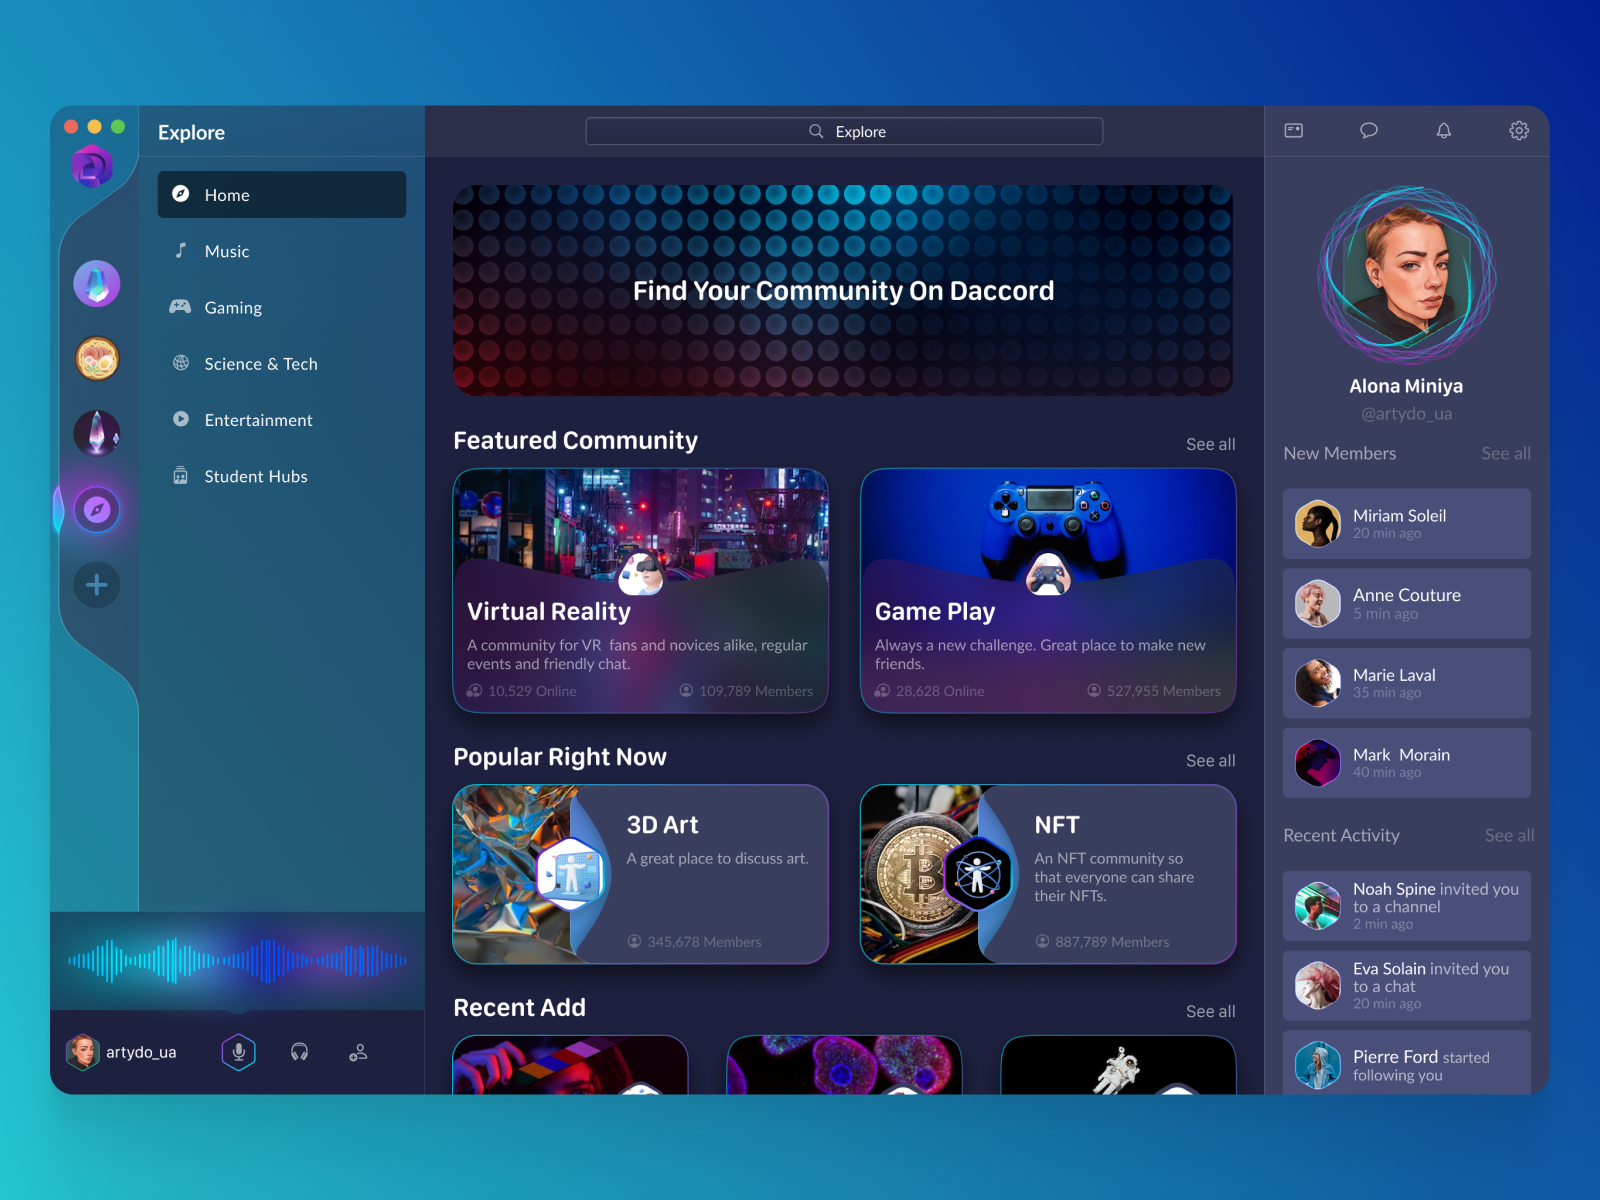 Explore
Home
Music
Gaming
Science & Tech
Entertainment
Student Hubs
artydo_ua
Explore
Find Your Community On Daccord
Featured Community
See all
Virtual Reality
A community for VR  fans and novices alike, regular
events and friendly chat.
10,529 Online
109,789 Members
Game Play
Always a new challenge. Great place to make new
friends.
28,628 Online
527,955 Members
Popular Right Now
See all
3D Art
A great place to discuss art.
345,678 Members
NFT
An NFT community so
that everyone can share
their NFTs.
887,789 Members
Recent Add
See all
Alona Miniya
@artydo_ua
New Members
See all
Miriam Soleil
20 min ago
Anne Couture
5 min ago
Marie Laval
35 min ago
Mark  Morain
40 min ago
Recent Activity
See all
Noah Spine invited you
to a channel
2 min ago
Eva Solain invited you
to a chat
20 min ago
Pierre Ford started
following you